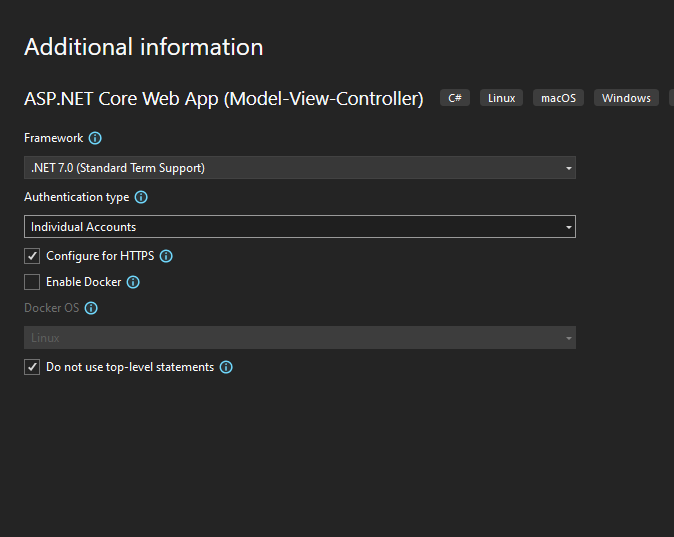 Additional information
ASP.NET Core Web App (Model-View-Controller) C# Linux macOS Windows
Framework
.NET 7.0 (Standard Term Support)
Authentication type
Individual Accounts
Configure for HTTPS
Enable Docker
Docker OS
Linux
Do not use top-level statements